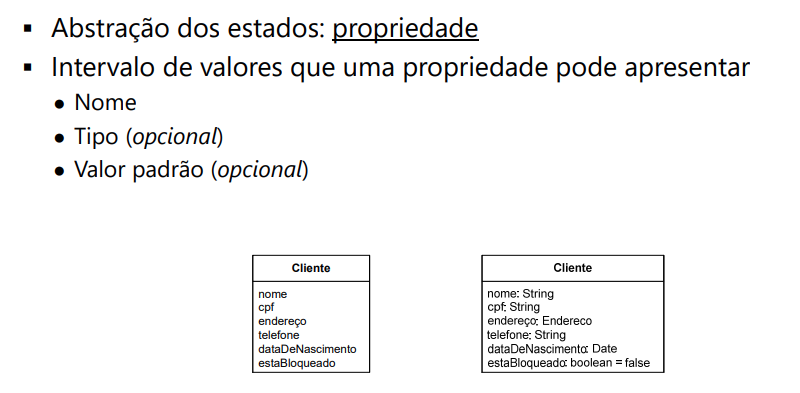 Abstração dos estados: propriedade
Intervalo de valores que uma propriedade pode apresentar
Nome
Tipo (opcional)
Valor padrão (opcional)
Cliente
nome
cpf
endereço
telefone
dataDeNascimento
estaBloqueado
Cliente
nome: String
cpf: String
endereço: Endereco
telefone: String
dataDeNascimento: Date
estaBloqueado: boolean = false